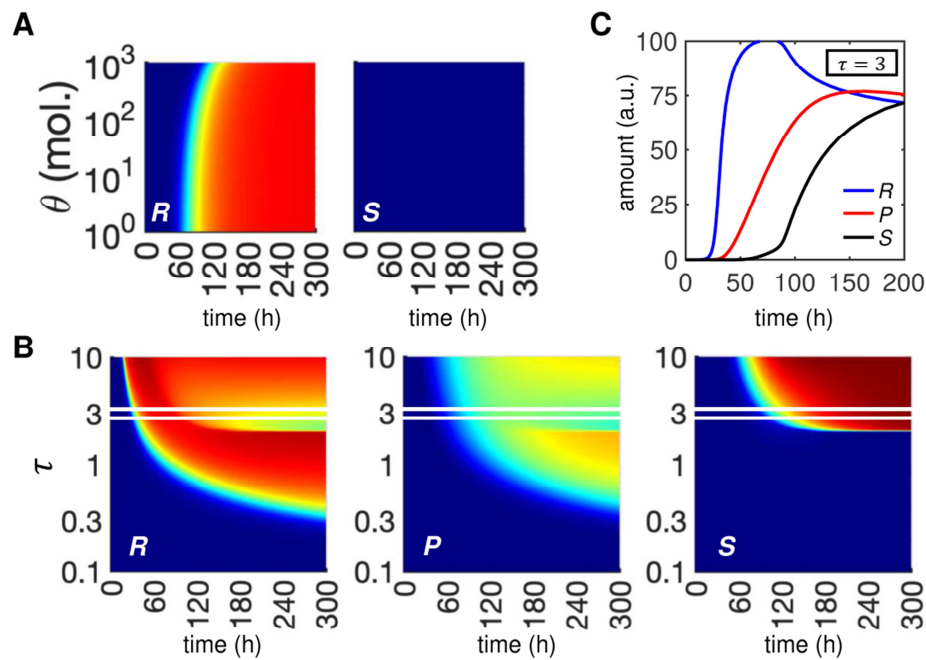 A
θ (mol.)
10³
10²
10¹
10⁰
R
0
60
120
180
240
300
time (h)
S
0
60
120
180
240
300
time (h)
C
amount (a.u.)
100
75
50
25
0
τ = 3
R
P
S
0 50 100 150 200
time (h)
B
τ
10
3
1
0.3
0.1
R
0
60
120
180
240
300
time (h)
10
3
1
0.3
0.1
P
0
60
120
180
240
300
time (h)
10
3
1
0.3
0.1
S
0
60
120
180
240
300
time (h)